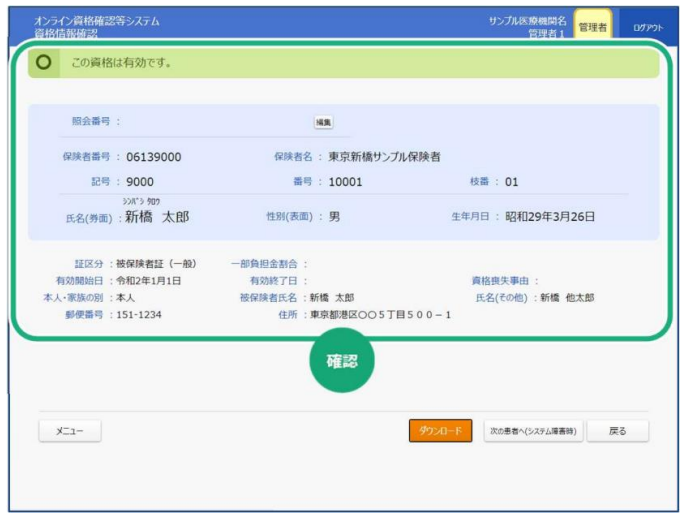 オンライン資格確認等システム
資格情報確認
サンプル医療機関名
管理者1
管理者
ログアウト
この資格は有効です。
照会番号 :
編集
保険者番号 : 06139000 保険者名 : 東京新橋サンプル保険者
記号 : 9000 番号 : 10001 枝番 : 01
ｼﾝﾊﾞｼ ﾀﾛｳ
氏名(券面) : 新橋 太郎 性別(表面) : 男 生年月日 : 昭和29年3月26日
証区分 : 被保険者証（一般） 一部負担金割合 :
有効開始日 : 令和2年1月1日 有効終了日 : 資格喪失事由 :
本人・家族の別 : 本人 被保険者氏名 : 新橋 太郎 氏名(その他) : 新橋 他太郎
郵便番号 : 151-1234 住所 : 東京都港区○○5丁目500－1
確認
メニュー ダウンロード 次の患者へ(システム障害時) 戻る